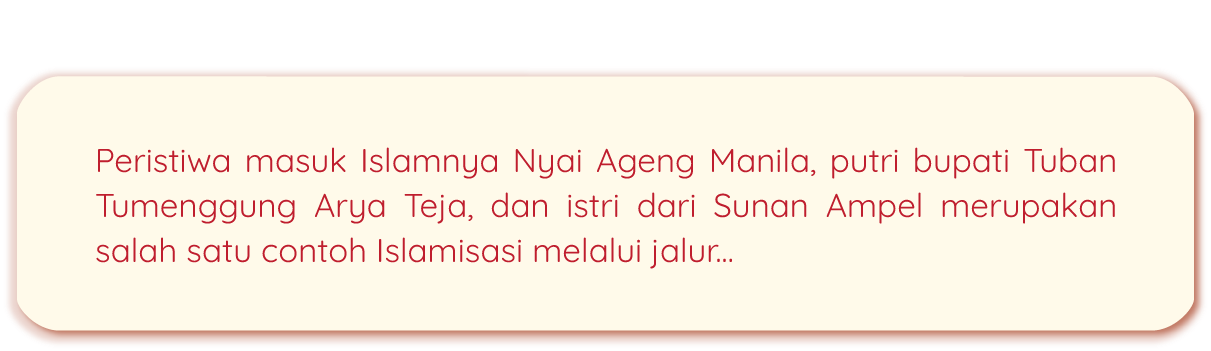 Peristiwa masuk Islamnya Nyai Ageng Manila, putri bupati Tuban
Tumenggung Arya Teja, dan istri dari Sunan Ampel merupakan
salah satu contoh Islamisasi melalui jalur...